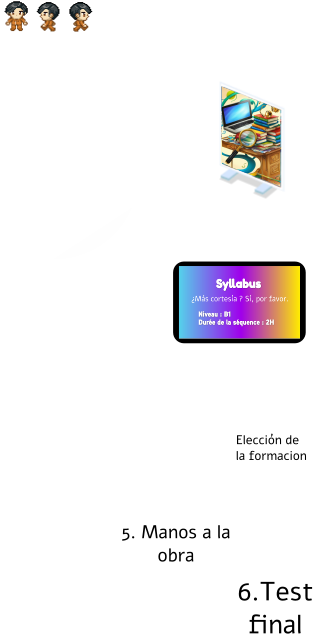 Syllabus
¿Más cortesía ? Sí, por favor.
Niveau : B1
Durée de la séquence : 2H
Elección de
la formacion
5. Manos a la
obra
6.Test
final